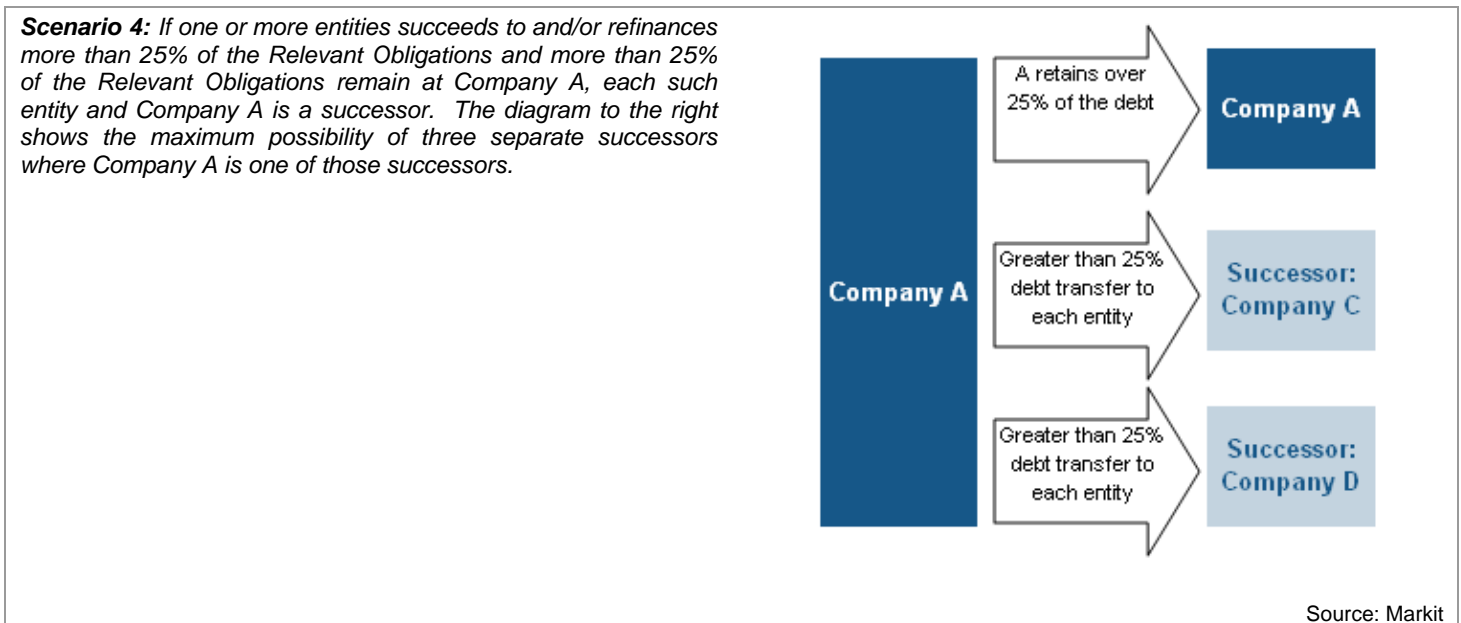 Scenario 4: If one or more entities succeeds to and/or refinances
more than 25% of the Relevant Obligations and more than 25%
of the Relevant Obligations remain at Company A, each such
entity and Company A is a successor. The diagram to the right
shows the maximum possibility of three separate successors
where Company A is one of those successors.
Company A
A retains over
25% of the debt
Company A
Greater than 25%
debt transfer to
each entity
Successor:
Company C
Greater than 25%
debt transfer to
each entity
Successor:
Company D
Source: Markit